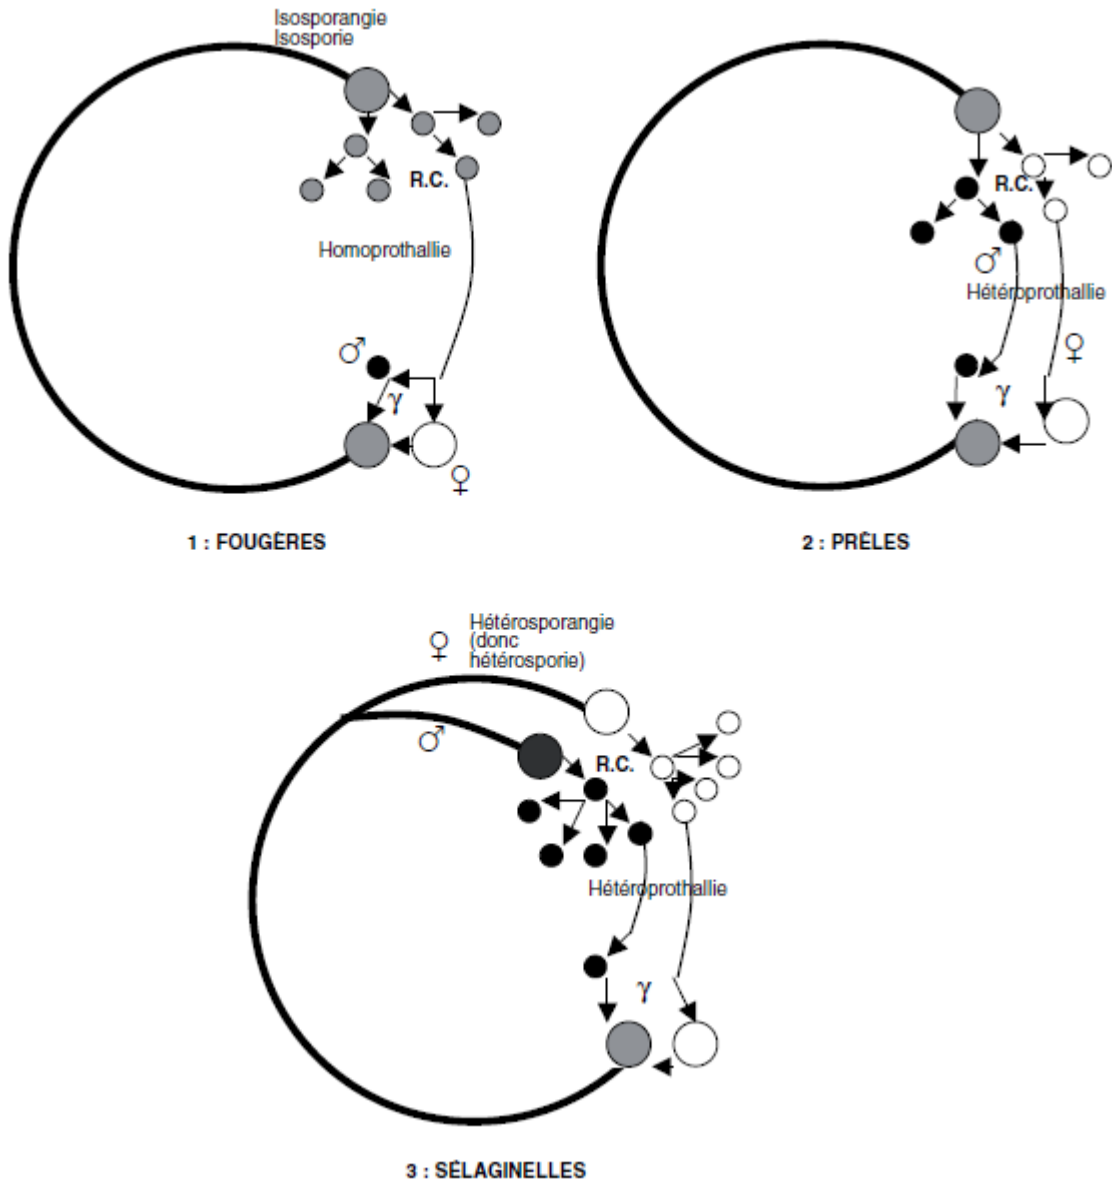 Isosporangie
Isosporie
R.C.
Homoprothallie
♂
γ
♀
1 : FOUGÈRES
R.C.
♂
Hétéroprothallie
♀
γ
2 : PRÊLES
♀
Hétérosporangie
(donc
hétérosporie)
♂
R.C.
Hétéroprothallie
γ
3 : SÉLAGINELLES